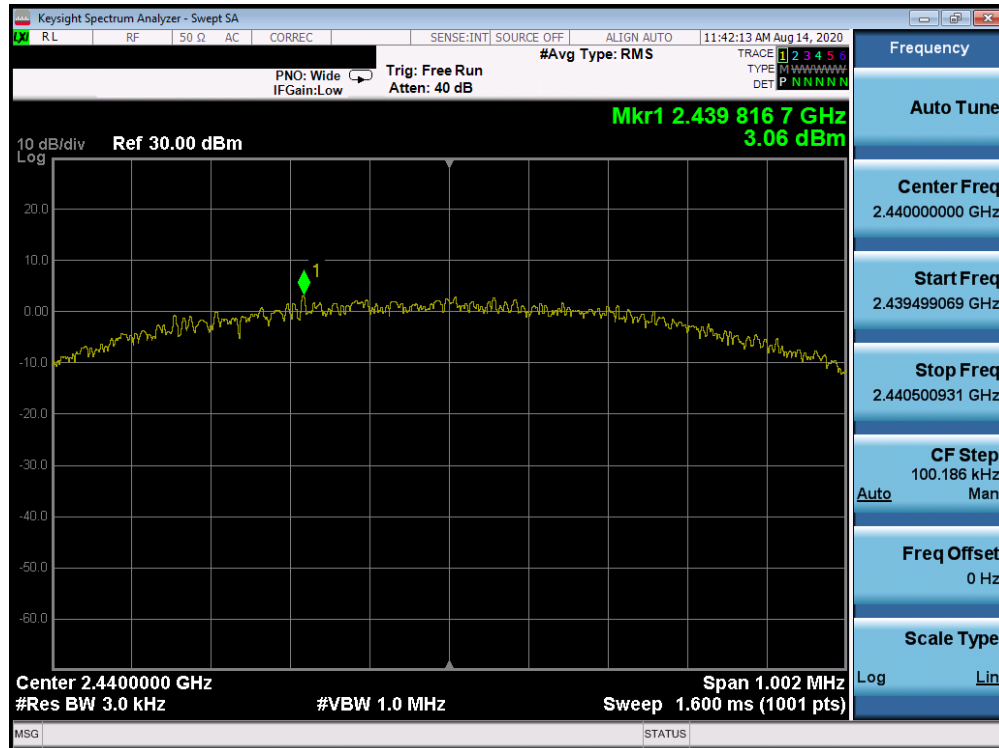 Keysight Spectrum Analyzer - Swept SA
LXI RL RF 50 Ω AC CORREC SENSE:INT SOURCE OFF ALIGN AUTO 11:42:13 AM Aug 14, 2020
#Avg Type: RMS
TRACE 1 2 3 4 5 6
TYPE M WWWWW
DET P N N N N N
PNO: Wide
IFGain:Low
Trig: Free Run
Atten: 40 dB
Mkr1 2.439 816 7 GHz
3.06 dBm
10 dB/div
Log
Ref 30.00 dBm
20.0
10.0
1
0.00
-10.0
-20.0
-30.0
-40.0
-50.0
-60.0
Center 2.4400000 GHz
Span 1.002 MHz
#Res BW 3.0 kHz
#VBW 1.0 MHz
Sweep 1.600 ms (1001 pts)
MSG
STATUS
Frequency
Auto Tune
Center Freq
2.440000000 GHz
Start Freq
2.439499069 GHz
Stop Freq
2.440500931 GHz
CF Step
100.186 kHz
Auto Man
Freq Offset
0 Hz
Scale Type
Log Lin